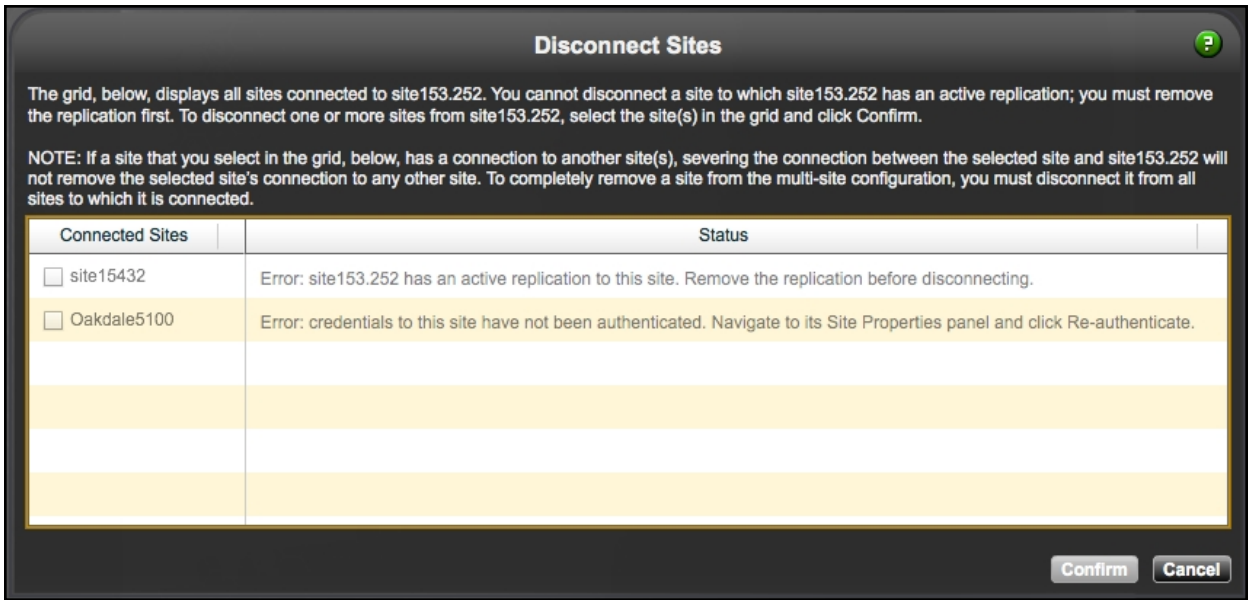 Disconnect Sites
?
The grid, below, displays all sites connected to site153.252. You cannot disconnect a site to which site153.252 has an active replication; you must remove
the replication first. To disconnect one or more sites from site153.252, select the site(s) in the grid and click Confirm.
NOTE: If a site that you select in the grid, below, has a connection to another site(s), severing the connection between the selected site and site153.252 will
not remove the selected site's connection to any other site. To completely remove a site from the multi-site configuration, you must disconnect it from all
sites to which it is connected.
Connected Sites Status
site15432 Error: site153.252 has an active replication to this site. Remove the replication before disconnecting.
Oakdale5100 Error: credentials to this site have not been authenticated. Navigate to its Site Properties panel and click Re-authenticate.
Confirm Cancel